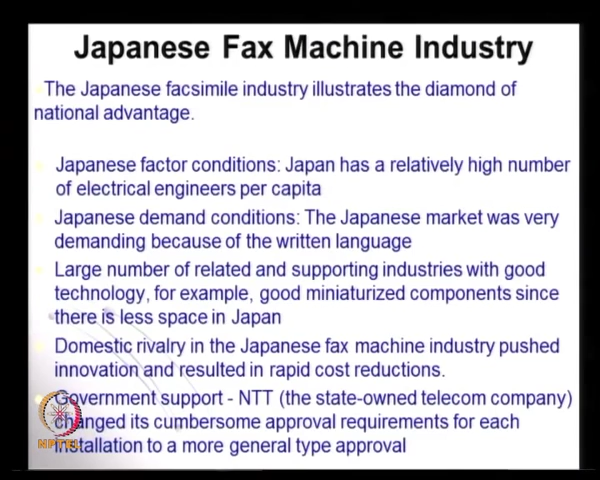 Japanese Fax Machine Industry
The Japanese facsimile industry illustrates the diamond of
national advantage.
Japanese factor conditions: Japan has a relatively high number
of electrical engineers per capita
Japanese demand conditions: The Japanese market was very
demanding because of the written language
Large number of related and supporting industries with good
technology, for example, good miniaturized components since
there is less space in Japan
Domestic rivalry in the Japanese fax machine industry pushed
innovation and resulted in rapid cost reductions.
Government support - NTT (the state-owned telecom company)
changed its cumbersome approval requirements for each
installation to a more general type approval
NPTEL